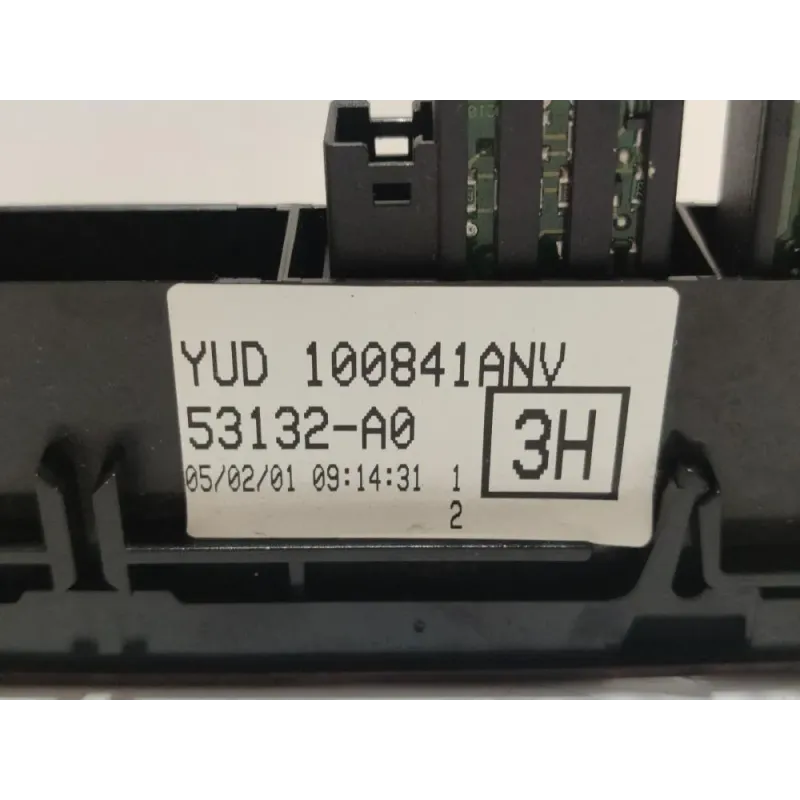 YUD 100841ANV
53132-A0
3H
05/02/01 09:14:31 1
2